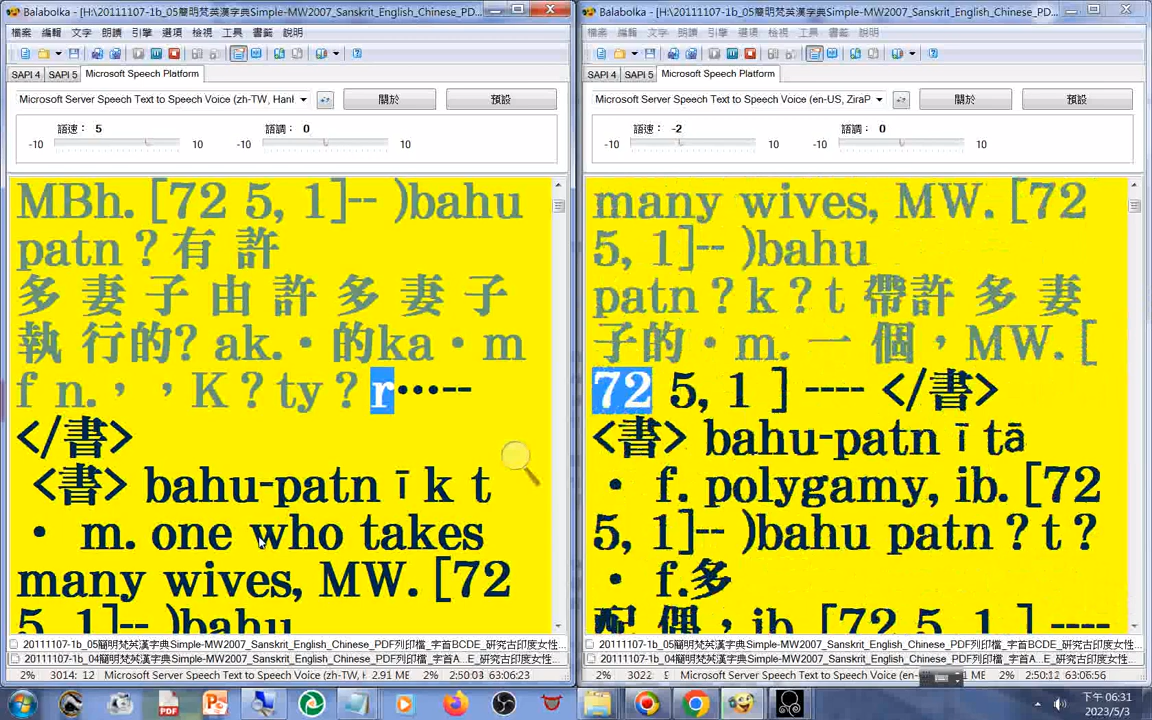 Balabolka - [H:\20111107-1b_05簡明梵英漢字典Simple-MW2007_Sanskrit_English_Chinese_PD...
檔案 編輯 文字 朗讀 引擎 選項 檢視 工具 書籤 說明
SAPI 4 SAPI 5 Microsoft Speech Platform
Microsoft Server Speech Text to Speech Voice (zh-TW, HanI 關於 預設
語速： 5 語調： 0
-10 10 -10 10
MBh. [72 5, 1]-- )bahu
patn？有 許
多 妻 子 由 許 多 妻 子
執 行的? ak.‧的ka‧m
f n.，，K？ty？r…--
</書>
<書> bahu-patn ī k t
• m. one who takes
many wives, MW. [72
5, 1]-- )bahu
20111107-1b_05簡明梵英漢字典Simple-MW2007_Sanskrit_English_Chinese_PDF列印檔_字首BCDE_研究古印度女性...
20111107-1b_04簡明梵英漢字典Simple-MW2007_Sanskrit_English_Chinese_PDF列印檔_字首A...E_研究古印度女性...
2% 3014: 12 Microsoft Server Speech Text to Speech Voice (zh-TW, H 2.91 ME 2% 2:50:03 63:06:23
Balabolka - [H:\20111107-1b_05簡明梵英漢字典Simple-MW2007_Sanskrit_English_Chinese_PD...
檔案 編輯 文字 朗讀 引擎 選項 檢視 工具 書籤 說明
SAPI 4 SAPI 5 Microsoft Speech Platform
Microsoft Server Speech Text to Speech Voice (en-US, ZiraP 關於 預設
語速： -2 語調： 0
-10 10 -10 10
many wives, MW. [72
5, 1]-- )bahu
patn？k？t 帶許 多 妻
子的‧m. 一 個，MW. [
72 5, 1 ] ---- </書>
<書> bahu-patn ī tā
• f. polygamy, ib. [72
5, 1]-- )bahu patn？t？
• f.多
配 偶，ib. [72 5, 1 ] ----
20111107-1b_05簡明梵英漢字典Simple-MW2007_Sanskrit_English_Chinese_PDF列印檔_字首BCDE_研究古印度女性...
20111107-1b_04簡明梵英漢字典Simple-MW2007_Sanskrit_English_Chinese_PDF列印檔_字首A...E_研究古印度女性...
2% 3022 Microsoft Server Speech Text to Speech Voice (en-US, Z 2% 2:50:12 63:06:56
PDF
下午 06:31
2023/5/3